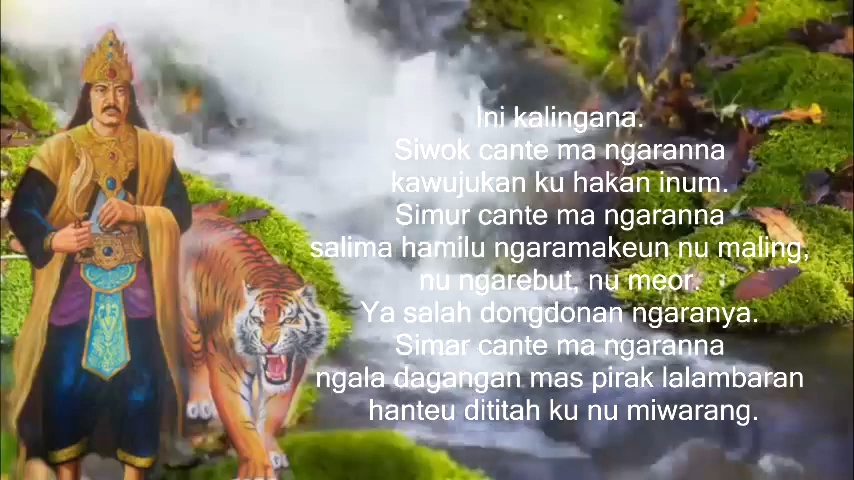 Ini kalingana.
Siwok cante ma ngaranna
kawujukan ku hakan inum.
Simur cante ma ngaranna
salima hamilu ngaramakeun nu maling,
nu ngarebut, nu meor.
Ya salah dongdonan ngaranya.
Simar cante ma ngaranna
ngala dagangan mas pirak lalambaran
hanteu dititah ku nu miwarang.